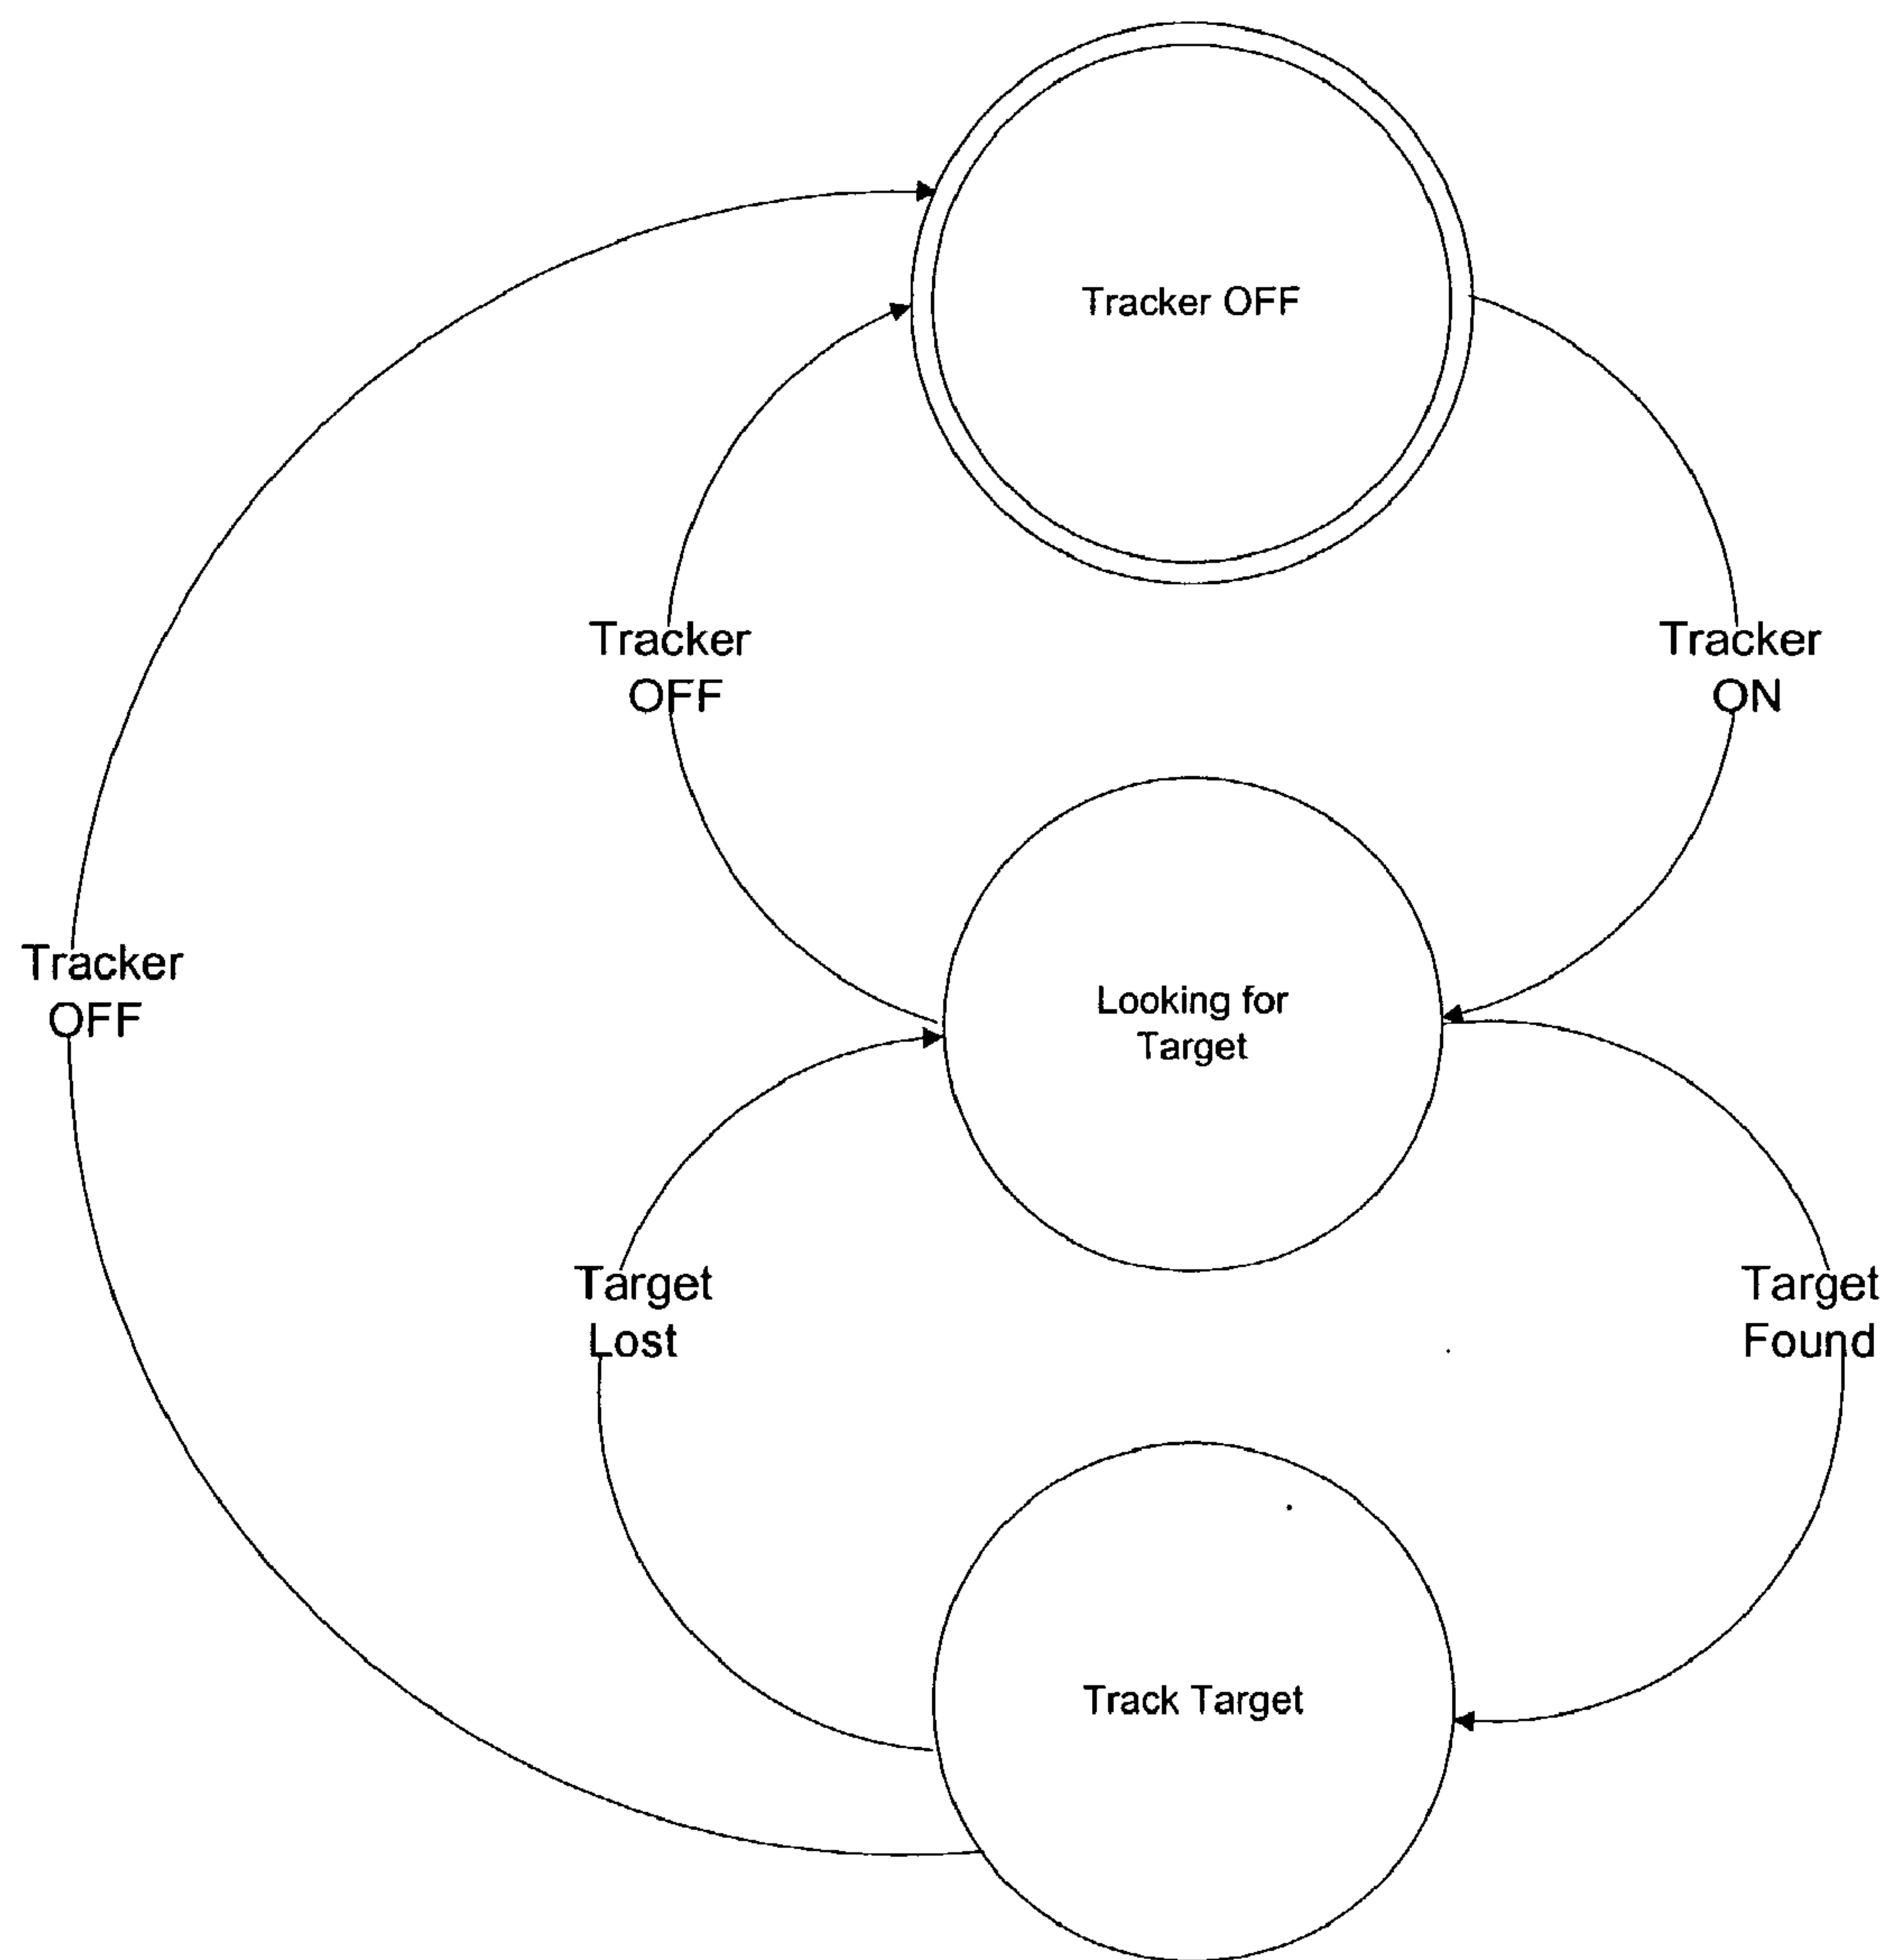 Tracker OFF
Tracker
OFF
Tracker
ON
Tracker
OFF
Looking for
Target
Target
Lost
Target
Found
Track Target